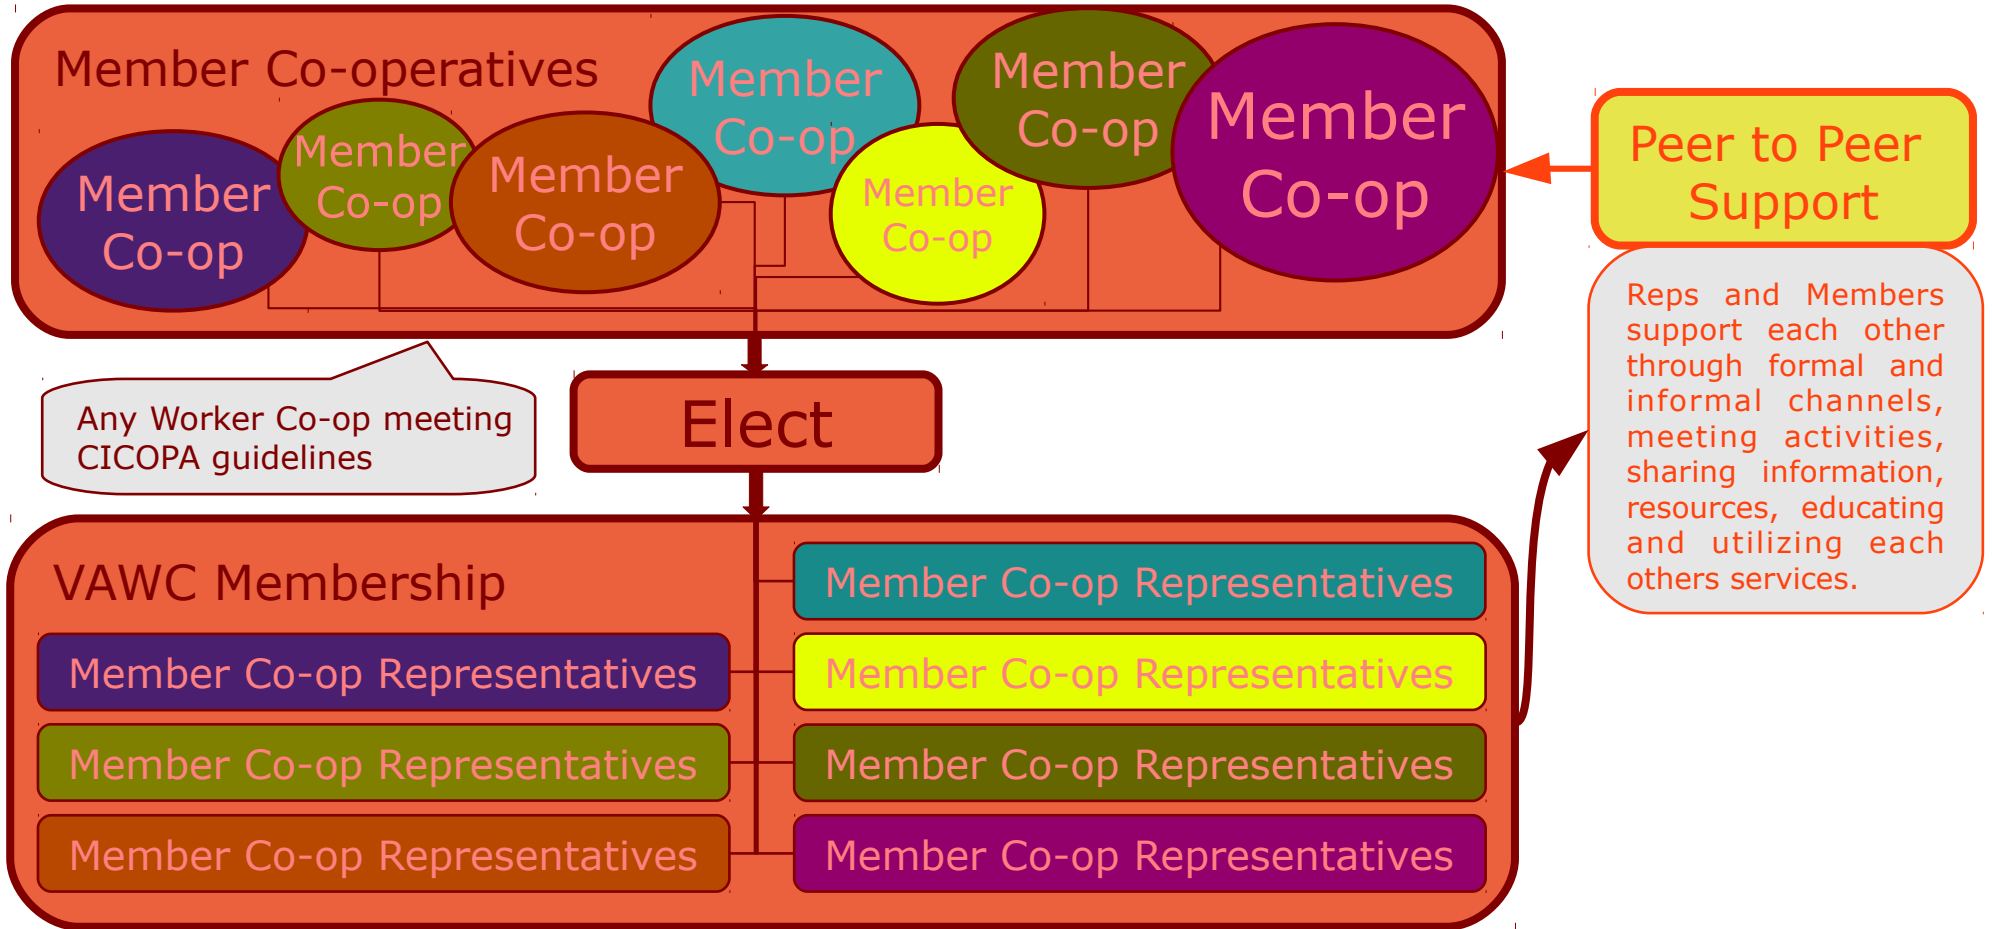 Member Co-operatives
Member
Co-op
Member
Co-op
Member
Co-op
Member
Co-op
Member
Co-op
Member
Co-op
Member
Co-op
Peer to Peer
Support
Reps and Members
support each other
through formal and
informal channels,
meeting activities,
sharing information,
resources, educating
and utilizing each
others services.
Any Worker Co-op meeting
CICOPA guidelines
Elect
VAWC Membership
Member Co-op Representatives
Member Co-op Representatives
Member Co-op Representatives
Member Co-op Representatives
Member Co-op Representatives
Member Co-op Representatives
Member Co-op Representatives